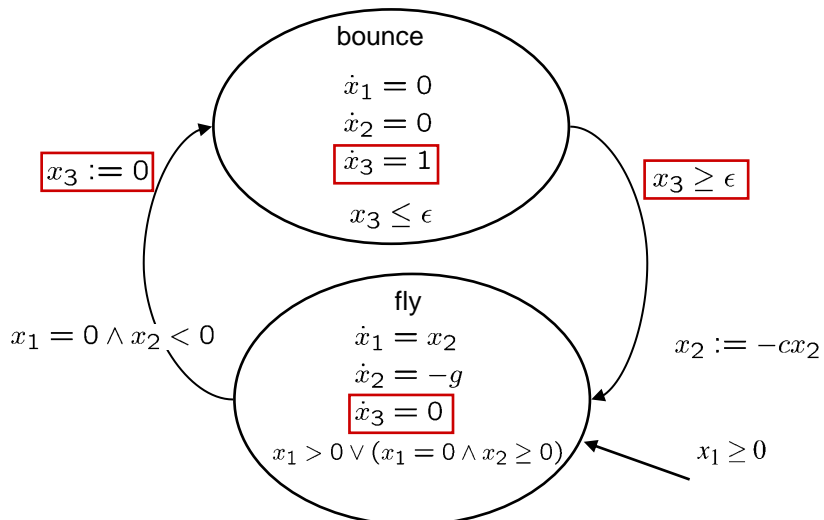 bounce
ẋ₁ = 0
ẋ₂ = 0
ẋ₃ = 1
x₃ ≤ ϵ
x₃ := 0
x₃ ≥ ϵ
fly
ẋ₁ = x₂
ẋ₂ = −g
ẋ₃ = 0
x₁ > 0 ∨ (x₁ = 0 ∧ x₂ ≥ 0)
x₁ = 0 ∧ x₂ < 0
x₂ := −cx₂
x₁ ≥ 0